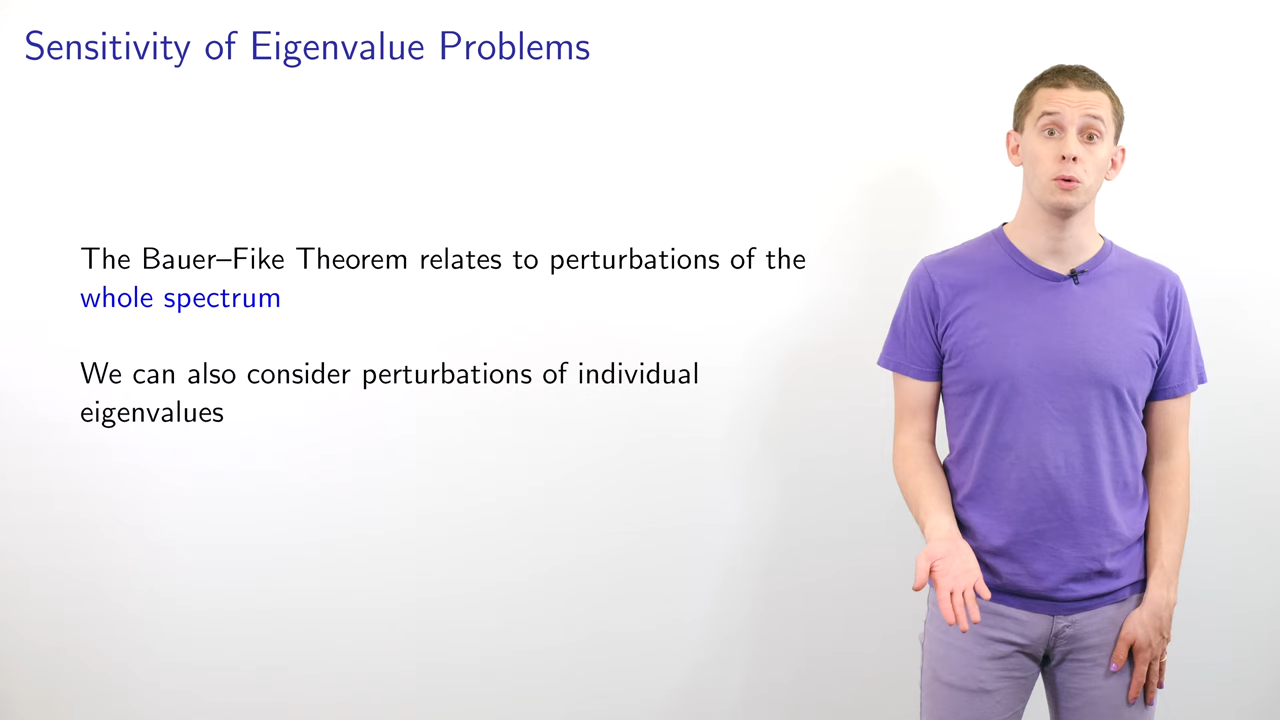 Sensitivity of Eigenvalue Problems
The Bauer–Fike Theorem relates to perturbations of the
whole spectrum
We can also consider perturbations of individual
eigenvalues